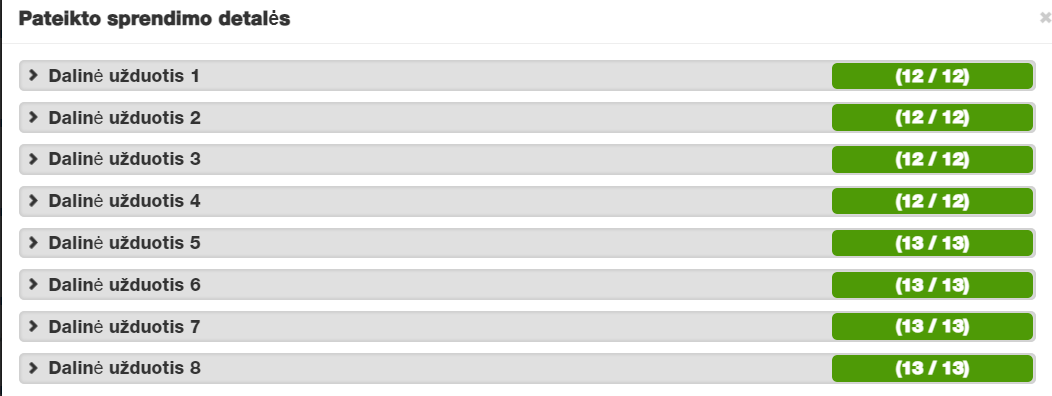 Pateikto sprendimo detalės
Dalinė užduotis 1 (12 / 12)
Dalinė užduotis 2 (12 / 12)
Dalinė užduotis 3 (12 / 12)
Dalinė užduotis 4 (12 / 12)
Dalinė užduotis 5 (13 / 13)
Dalinė užduotis 6 (13 / 13)
Dalinė užduotis 7 (13 / 13)
Dalinė užduotis 8 (13 / 13)